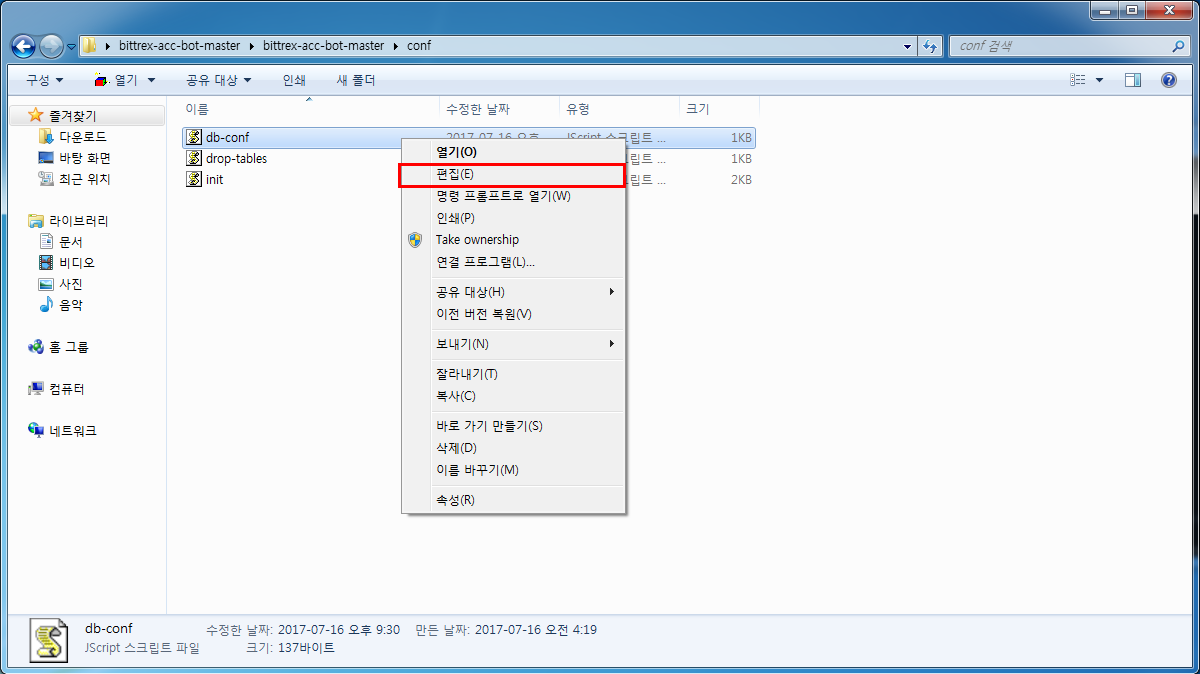 bittrex-acc-bot-master bittrex-acc-bot-master conf
conf 검색
구성 열기 공유 대상 인쇄 새 폴더
이름 수정한 날짜 유형 크기
즐겨찾기
다운로드
바탕 화면
최근 위치
라이브러리
문서
비디오
사진
음악
홈 그룹
컴퓨터
네트워크
db-conf 2017-07-16 오후 JScript 스크립트 ... 1KB
drop-tables 트 ... 1KB
init 립트 ... 2KB
열기(O)
편집(E)
명령 프롬프트로 열기(W)
인쇄(P)
Take ownership
연결 프로그램(L)...
공유 대상(H)
이전 버전 복원(V)
보내기(N)
잘라내기(T)
복사(C)
바로 가기 만들기(S)
삭제(D)
이름 바꾸기(M)
속성(R)
db-conf 수정한 날짜: 2017-07-16 오후 9:30 만든 날짜: 2017-07-16 오전 4:19
JScript 스크립트 파일 크기: 137바이트